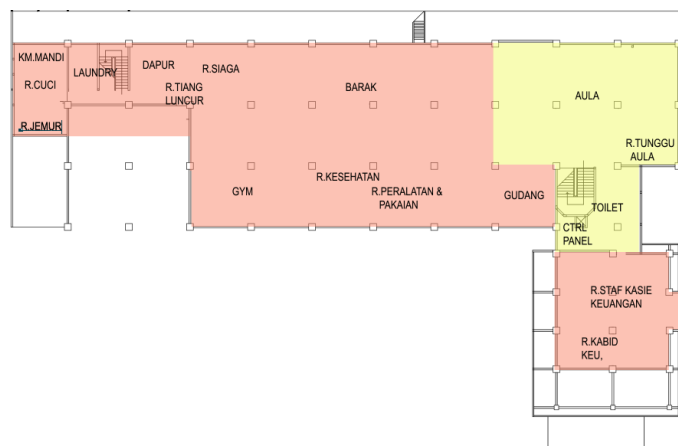 KM.MANDI
LAUNDRY
DAPUR
R.SIAGA
R.CUCI
R.TIANG
LUNCUR
BARAK
AULA
R.JEMUR
R.TUNGGU
AULA
GYM
R.KESEHATAN
R.PERALATAN &
PAKAIAN
GUDANG
TOILET
CTRL
PANEL
R.STAF KASIE
KEUANGAN
R.KABID
KEU,